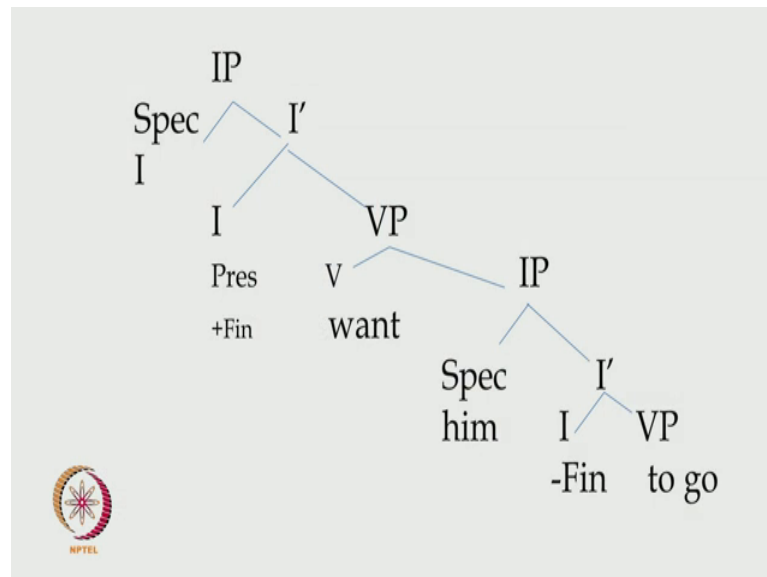 IP
Spec I′
I
I VP
Pres V IP
+Fin want
Spec I′
him I VP
-Fin to go
NPTEL